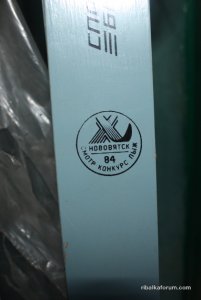 НОВОВЯТСК
84
СМОТР КОНКУРС ЛЫЖ
ribalkaforum.com